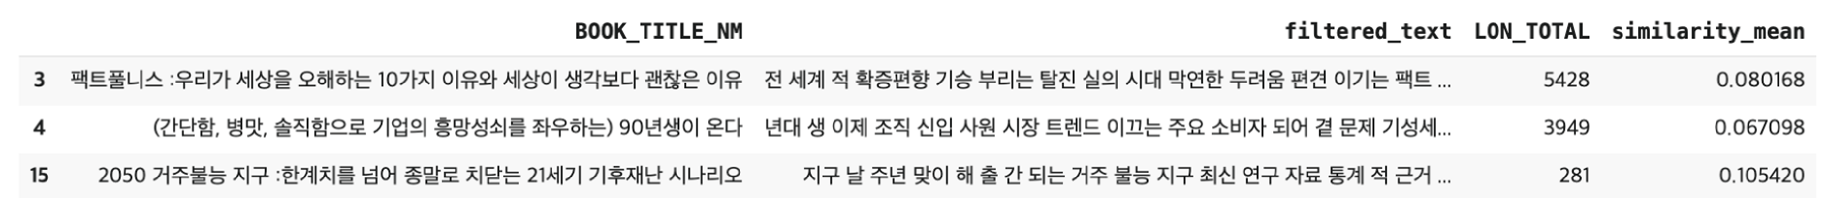 BOOK_TITLE_NM filtered_text LON_TOTAL similarity_mean
3 팩트풀니스 :우리가 세상을 오해하는 10가지 이유와 세상이 생각보다 괜찮은 이유 전 세계 적 확증편향 기승 부리는 탈진 실의 시대 막연한 두려움 편견 이기는 팩트 ... 5428 0.080168
4 (간단함, 병맛, 솔직함으로 기업의 흥망성쇠를 좌우하는) 90년생이 온다 년대 생 이제 조직 신입 사원 시장 트렌드 이끄는 주요 소비자 되어 곁 문제 기성세... 3949 0.067098
15 2050 거주불능 지구 :한계치를 넘어 종말로 치닫는 21세기 기후재난 시나리오 지구 날 주년 맞이 해 출 간 되는 거주 불능 지구 최신 연구 자료 통계 적 근거 ... 281 0.105420